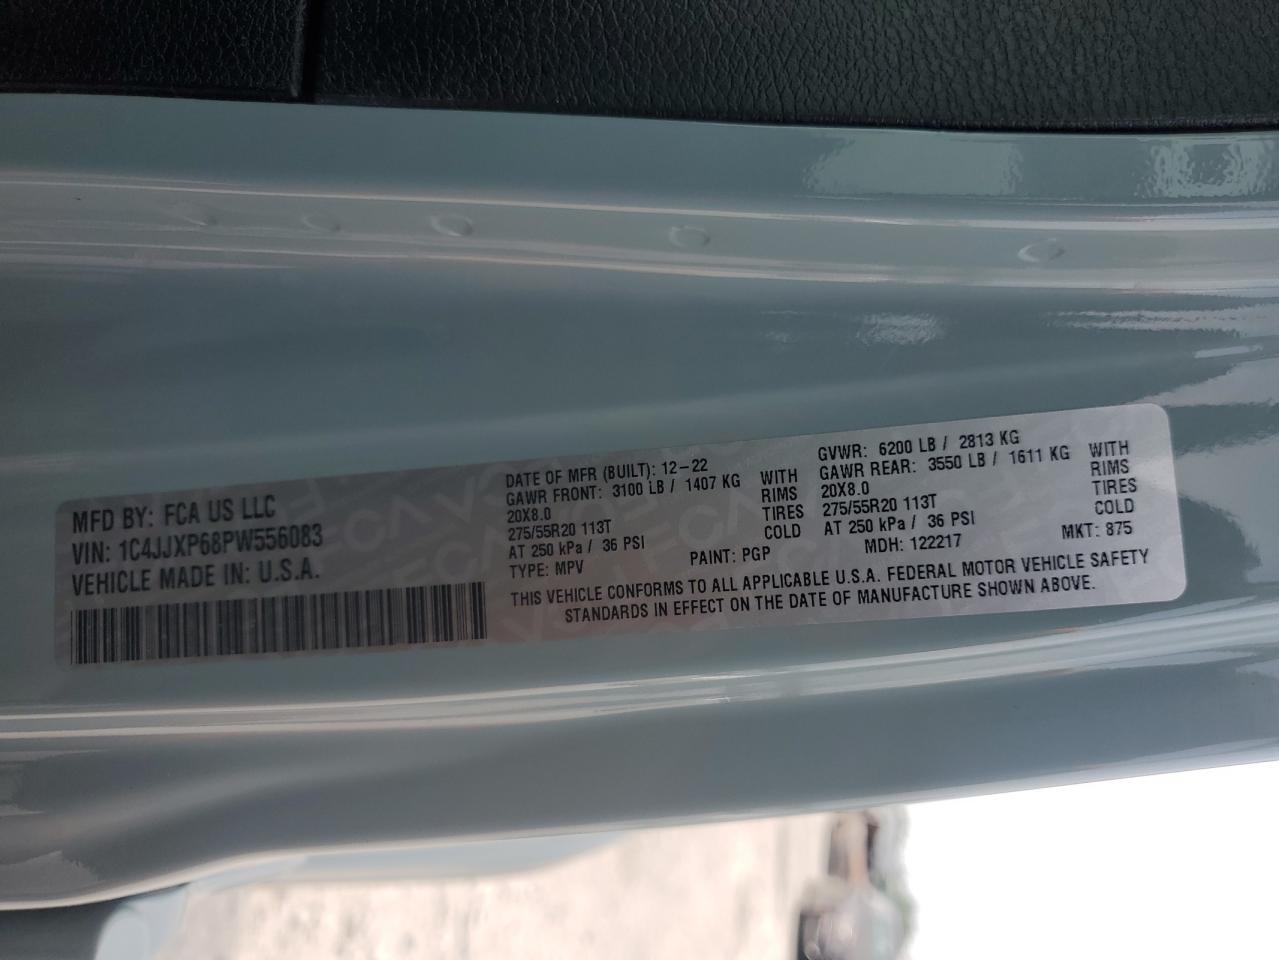 MFD BY: FCA US LLC
VIN: 1C4JJXP68PW556083
VEHICLE MADE IN: U.S.A.
DATE OF MFR (BUILT): 12-22
GAWR FRONT: 3100 LB / 1407 KG WITH
20X8.0 RIMS
275/55R20 113T TIRES
AT 250 kPa / 36 PSI COLD
TYPE: MPV PAINT: PGP
GVWR: 6200 LB / 2813 KG
GAWR REAR: 3550 LB / 1611 KG WITH
20X8.0 RIMS
275/55R20 113T TIRES
AT 250 kPa / 36 PSI COLD
MDH: 122217 MKT: 875
THIS VEHICLE CONFORMS TO ALL APPLICABLE U.S.A. FEDERAL MOTOR VEHICLE SAFETY
STANDARDS IN EFFECT ON THE DATE OF MANUFACTURE SHOWN ABOVE.